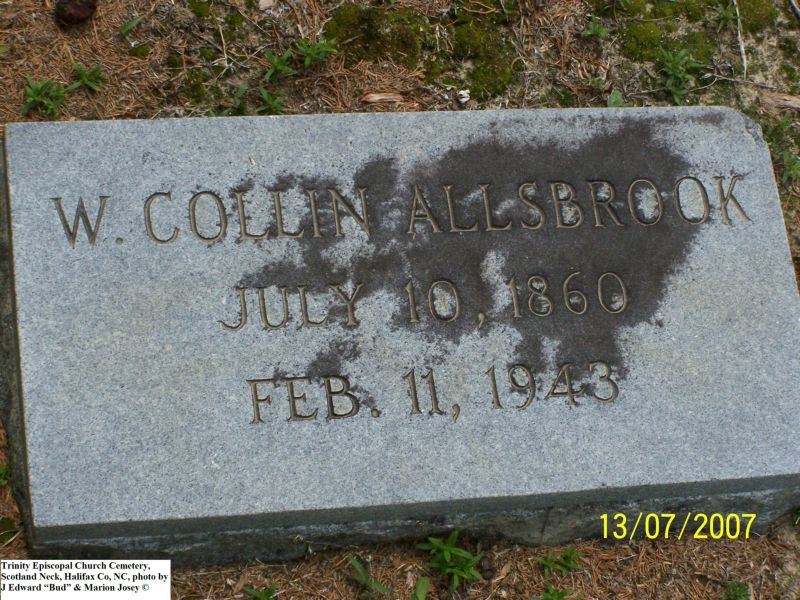 W. COLLIN ALLSBROOK
JULY 10, 1860
FEB. 11, 1943
13/07/2007
Trinity Episcopal Church Cemetery,
Scotland Neck, Halifax Co, NC, photo by
J Edward “Bud” & Marion Josey ©